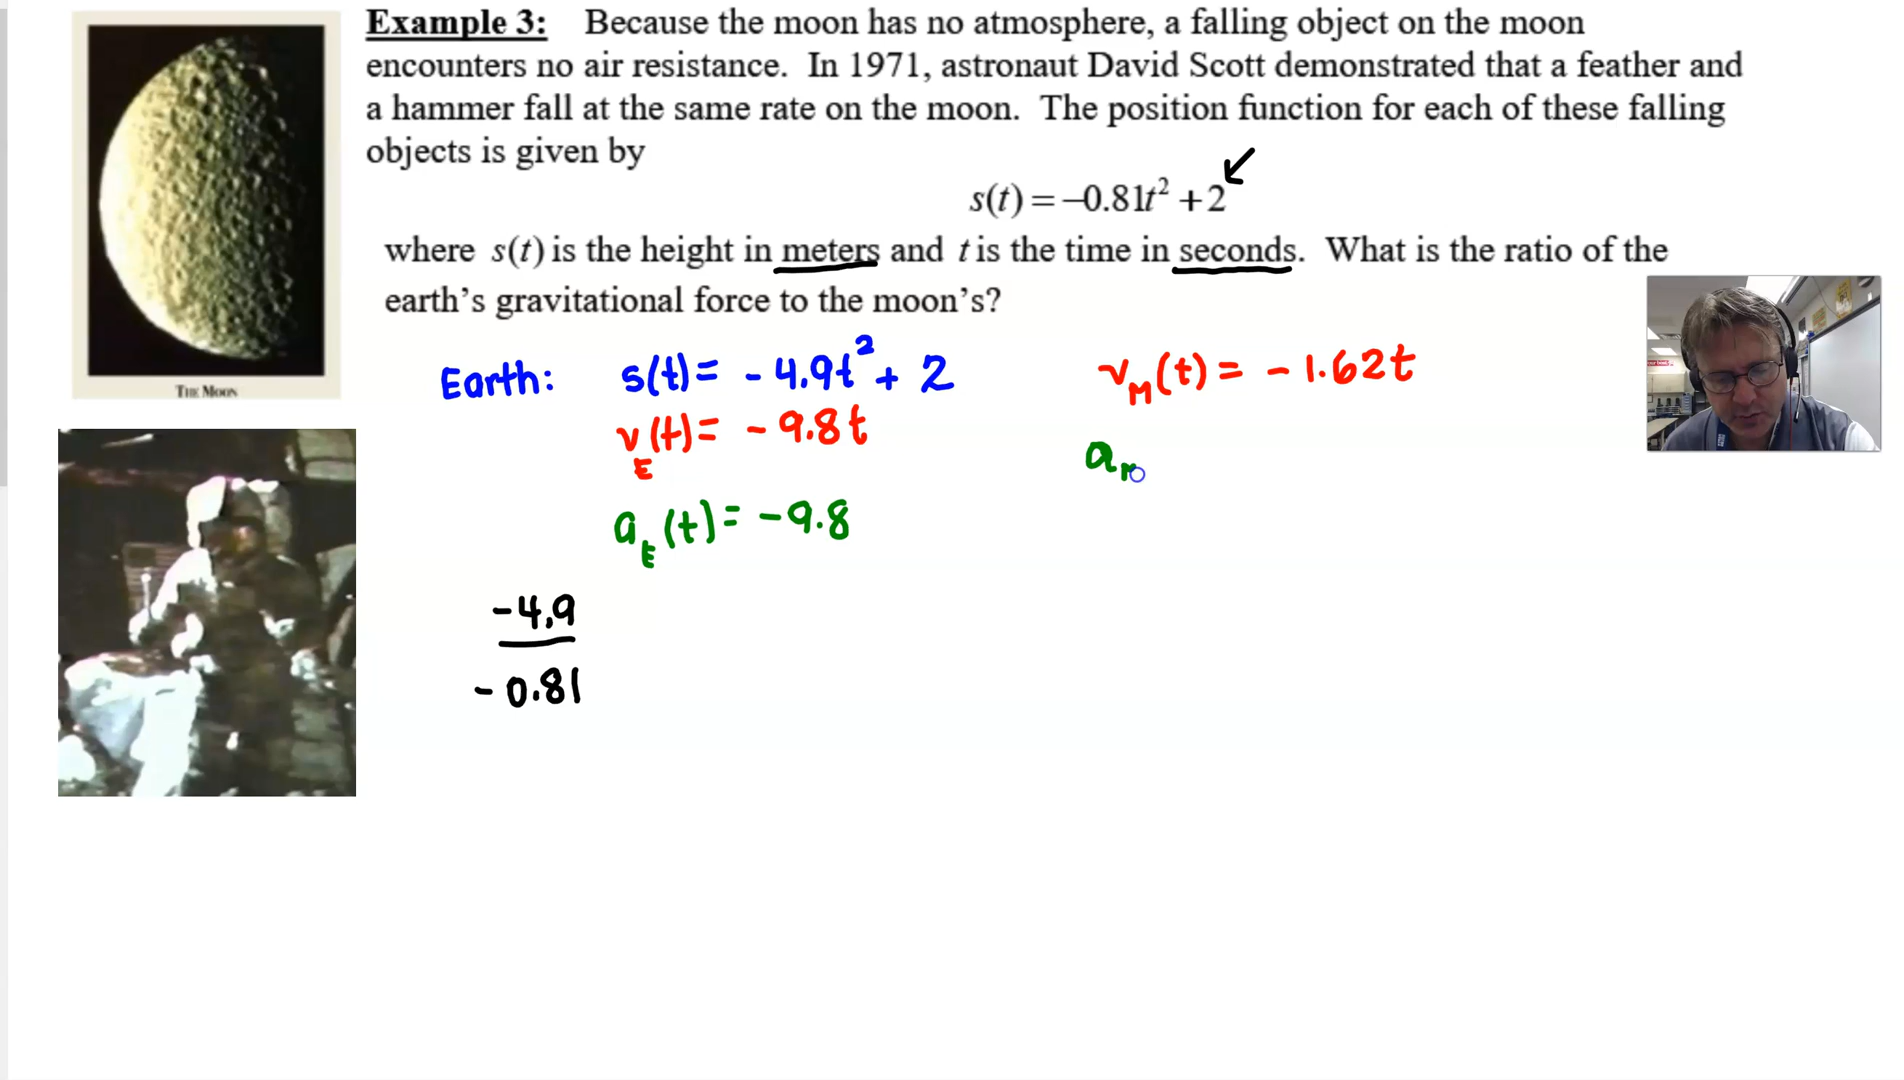 Example 3: Because the moon has no atmosphere, a falling object on the moon
encounters no air resistance. In 1971, astronaut David Scott demonstrated that a feather and
a hammer fall at the same rate on the moon. The position function for each of these falling
objects is given by
s(t) = -0.81t² + 2
where s(t) is the height in meters and t is the time in seconds. What is the ratio of the
earth's gravitational force to the moon's?
THE MOON
Earth: s(t) = - 4.9t² + 2
v_E(t) = - 9.8t
a_E(t) = -9.8
v_M(t) = - 1.62t
a
-4.9
- 0.81